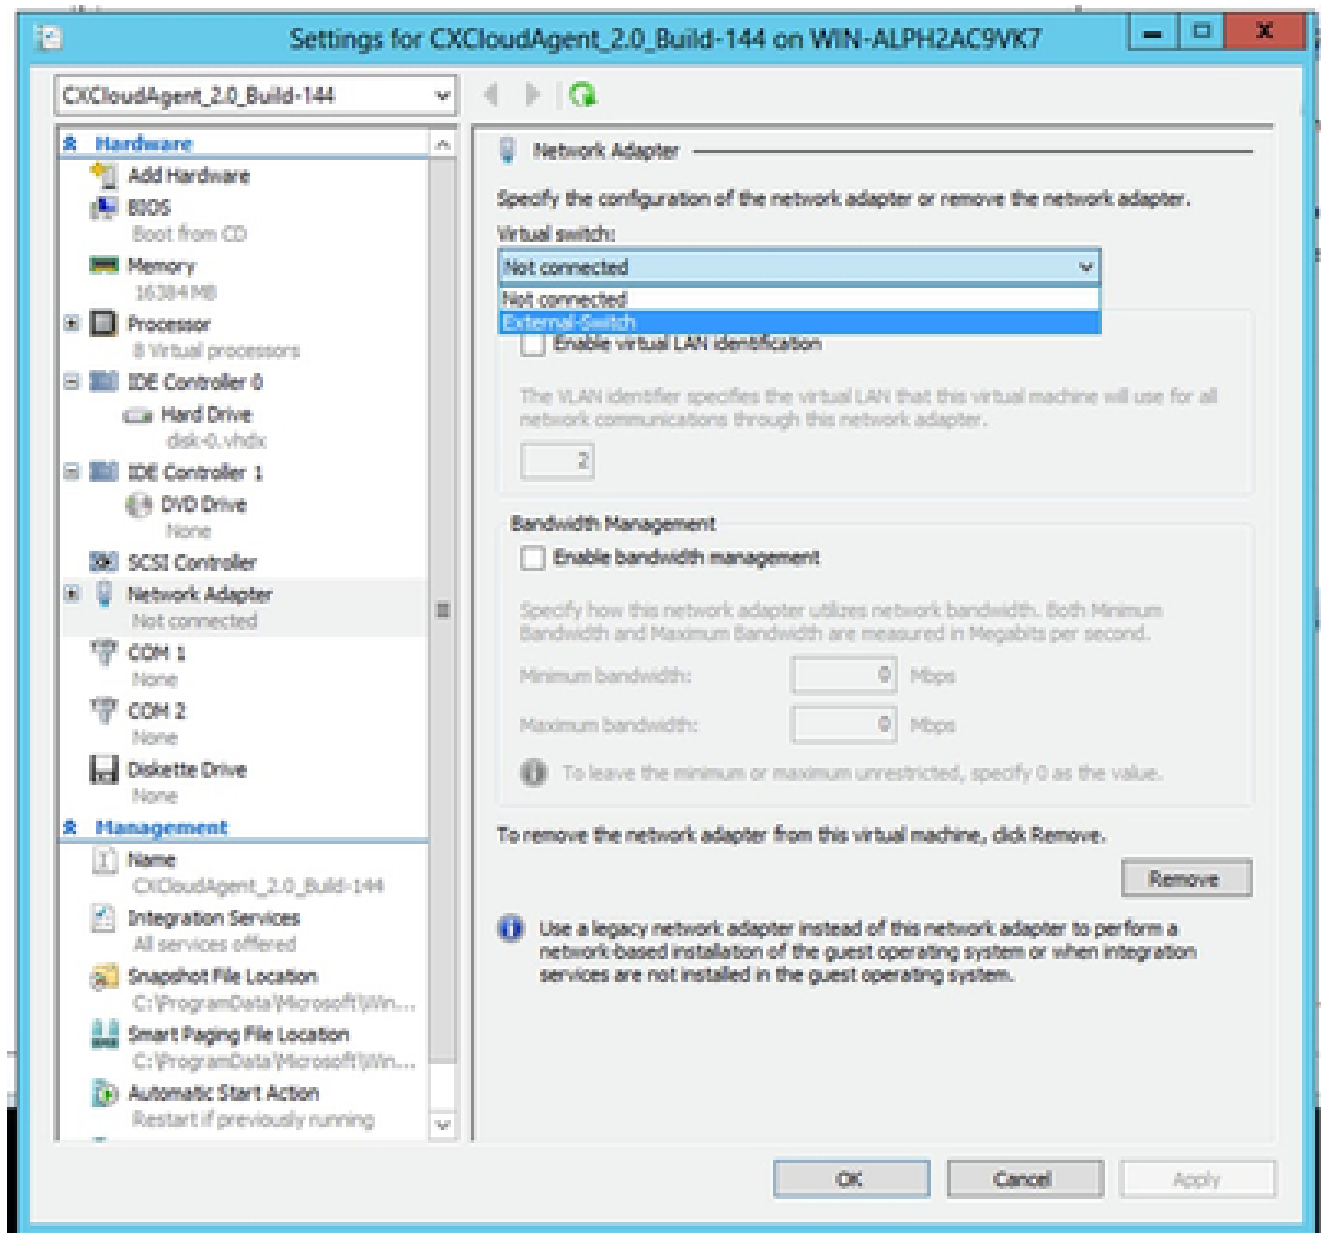 Settings for CXCloudAgent_2.0_Build-144 on WIN-ALPH2AC9VK7
CXCloudAgent_2.0_Build-144
Hardware
Add Hardware
BIOS
Boot from CD
Memory
16384 MB
Processor
8 Virtual processors
IDE Controller 0
Hard Drive
disk-0.vhdx
IDE Controller 1
DVD Drive
None
SCSI Controller
Network Adapter
Not connected
COM 1
None
COM 2
None
Diskette Drive
None
Management
Name
CXCloudAgent_2.0_Build-144
Integration Services
All services offered
Snapshot File Location
C:\ProgramData\Microsoft\Win...
Smart Paging File Location
C:\ProgramData\Microsoft\Win...
Automatic Start Action
Restart if previously running
Network Adapter
Specify the configuration of the network adapter or remove the network adapter.
Virtual switch:
Not connected
Not connected
External-Switch
Enable virtual LAN identification
The VLAN identifier specifies the virtual LAN that this virtual machine will use for all
network communications through this network adapter.
2
Bandwidth Management
Enable bandwidth management
Specify how this network adapter utilizes network bandwidth. Both Minimum
Bandwidth and Maximum Bandwidth are measured in Megabits per second.
Minimum bandwidth: 0 Mbps
Maximum bandwidth: 0 Mbps
To leave the minimum or maximum unrestricted, specify 0 as the value.
To remove the network adapter from this virtual machine, click Remove.
Remove
Use a legacy network adapter instead of this network adapter to perform a
network-based installation of the guest operating system or when integration
services are not installed in the guest operating system.
OK Cancel Apply